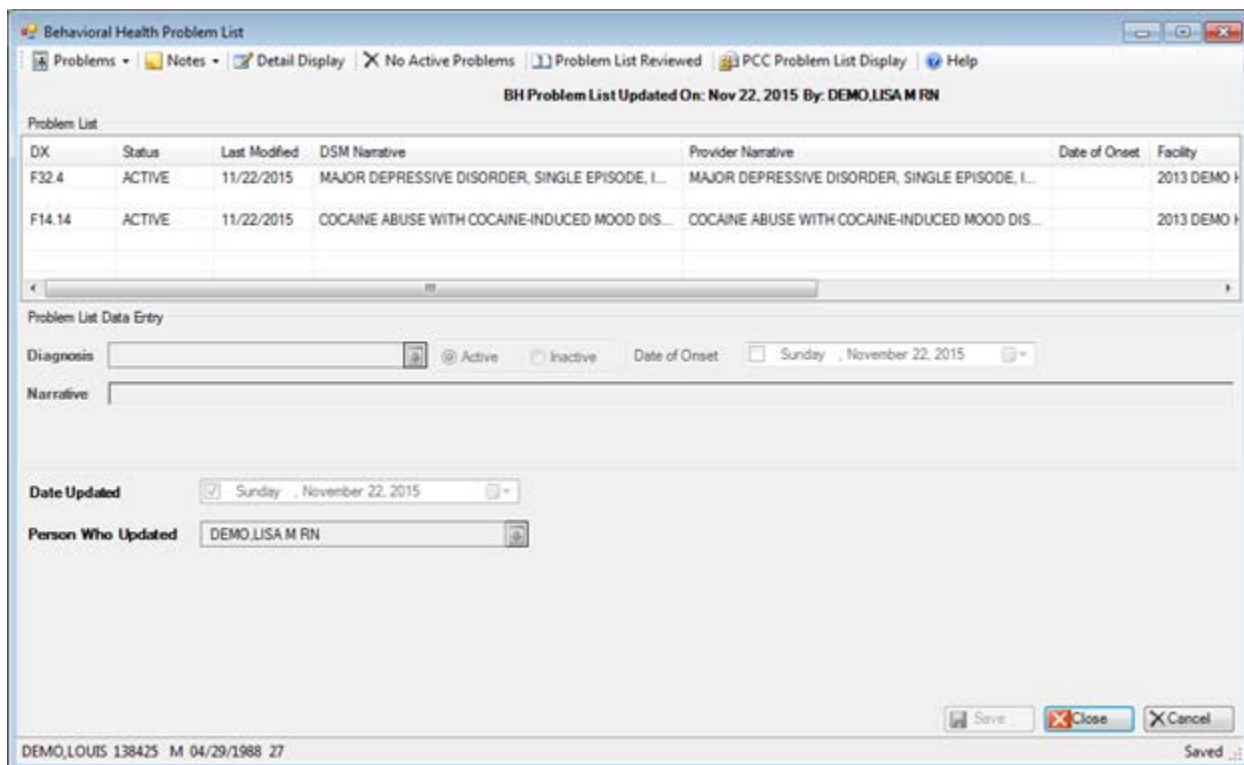 Behavioral Health Problem List
Problems Notes Detail Display No Active Problems Problem List Reviewed PCC Problem List Display Help
BH Problem List Updated On: Nov 22, 2015 By: DEMO,LISA M RN
Problem List
DX Status Last Modified DSM Narrative Provider Narrative Date of Onset Facility
F32.4 ACTIVE 11/22/2015 MAJOR DEPRESSIVE DISORDER, SINGLE EPISODE, I... MAJOR DEPRESSIVE DISORDER, SINGLE EPISODE, I... 2013 DEMO H
F14.14 ACTIVE 11/22/2015 COCAINE ABUSE WITH COCAINE-INDUCED MOOD DIS... COCAINE ABUSE WITH COCAINE-INDUCED MOOD DIS... 2013 DEMO H
Problem List Data Entry
Diagnosis Active Inactive Date of Onset Sunday , November 22, 2015
Narrative
Date Updated Sunday , November 22, 2015
Person Who Updated DEMO,LISA M RN
Save Close Cancel
DEMO,LOUIS 138425 M 04/29/1988 27 Saved